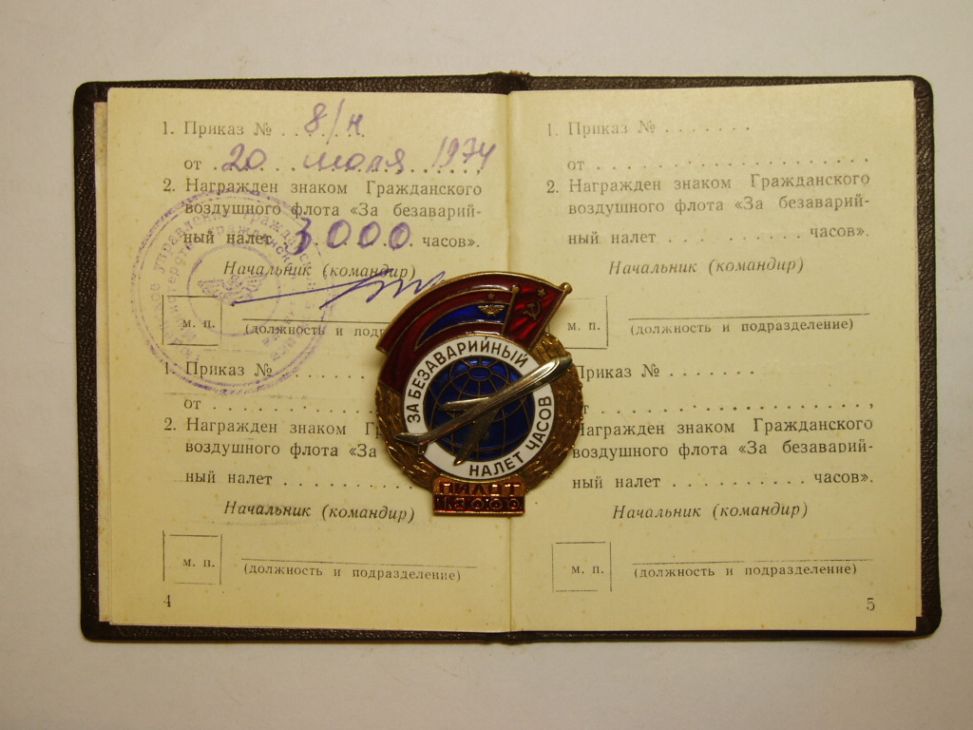 1. Приказ № . . 8/н . .
от . 20 . . июля . 1974
2. Награжден знаком Гражданского
воздушного флота «За безаварий-
ный налет 3000 часов».
Начальник (командир)
м. п.
(должность и
1. Приказ № . .
от . . . . . . . . . . .
2. Награжден знаком
воздушного флота «За
ный налет . . . . . . . .
Начальник (командир)
м. п.
(должность и подразделение)
4
1. Приказ № . . . . . . .
от . . . . . . . . . . . . . . . . . . . .
2. Награжден знаком Гражданского
воздушного флота «За безаварий-
ный налет . . . . . . . . . часов».
Начальник (командир)
м. п.
(должность и подразделение)
Приказ № . . . . . . .
Награжден знаком Гражданского
воздушного флота «За безаварий-
ный налет . . . . . . . . . часов».
Начальник (командир)
м. п.
(должность и подразделение)
5
ЗА БЕЗАВАРИЙНЫЙ
НАЛЕТ ЧАСОВ
ПИЛОТ